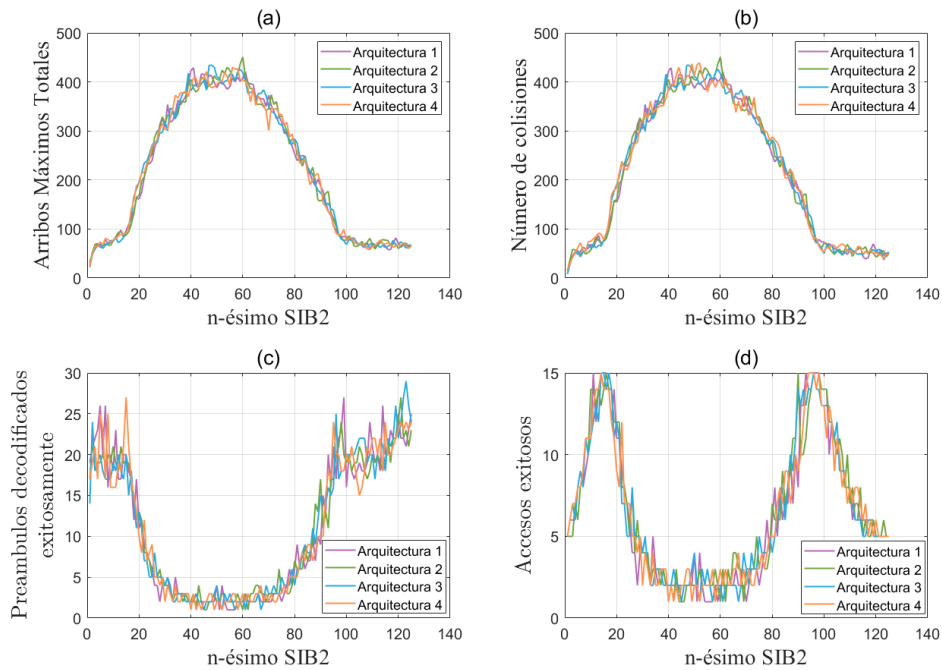 (a)
Arribos Máximos Totales
500
400
300
200
100
0
0 20 40 60 80 100 120 140
n-ésimo SIB2
Arquitectura 1
Arquitectura 2
Arquitectura 3
Arquitectura 4
(b)
Número de colisiones
500
400
300
200
100
0
0 20 40 60 80 100 120 140
n-ésimo SIB2
Arquitectura 1
Arquitectura 2
Arquitectura 3
Arquitectura 4
(c)
Preambulos decodificados
exitosamente
30
25
20
15
10
5
0
0 20 40 60 80 100 120 140
n-ésimo SIB2
Arquitectura 1
Arquitectura 2
Arquitectura 3
Arquitectura 4
(d)
Accesos exitosos
15
10
5
0
0 20 40 60 80 100 120 140
n-ésimo SIB2
Arquitectura 1
Arquitectura 2
Arquitectura 3
Arquitectura 4